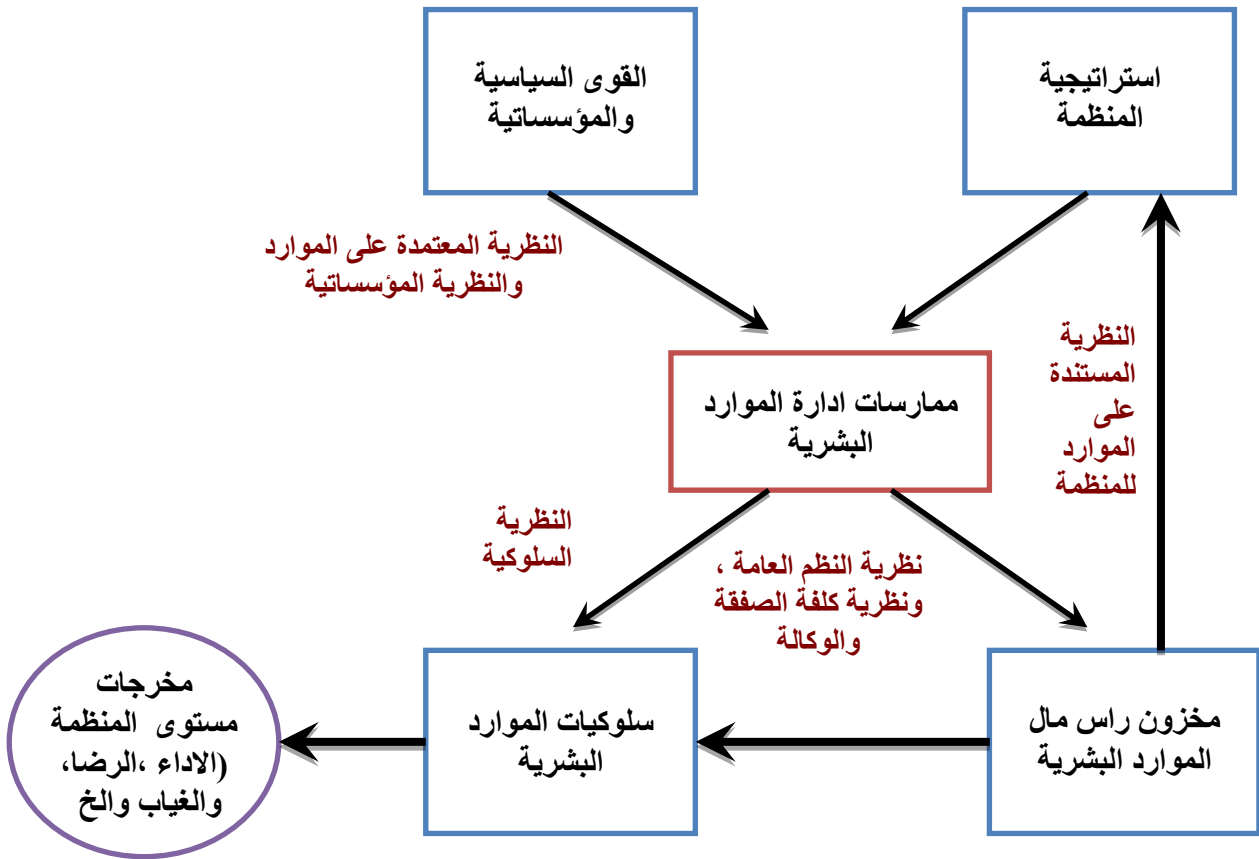 استراتيجية
المنظمة
القوى السياسية
والمؤسساتية
النظرية المعتمدة على الموارد
والنظرية المؤسساتية
النظرية
المستندة
على
الموارد
للمنظمة
ممارسات ادارة الموارد
البشرية
النظرية
السلوكية
نظرية النظم العامة ،
ونظرية كلفة الصفقة
والوكالة
مخزون راس مال
الموارد البشرية
سلوكيات الموارد
البشرية
مخرجات
مستوى المنظمة
(الاداء ،الرضا،
والغياب والخ